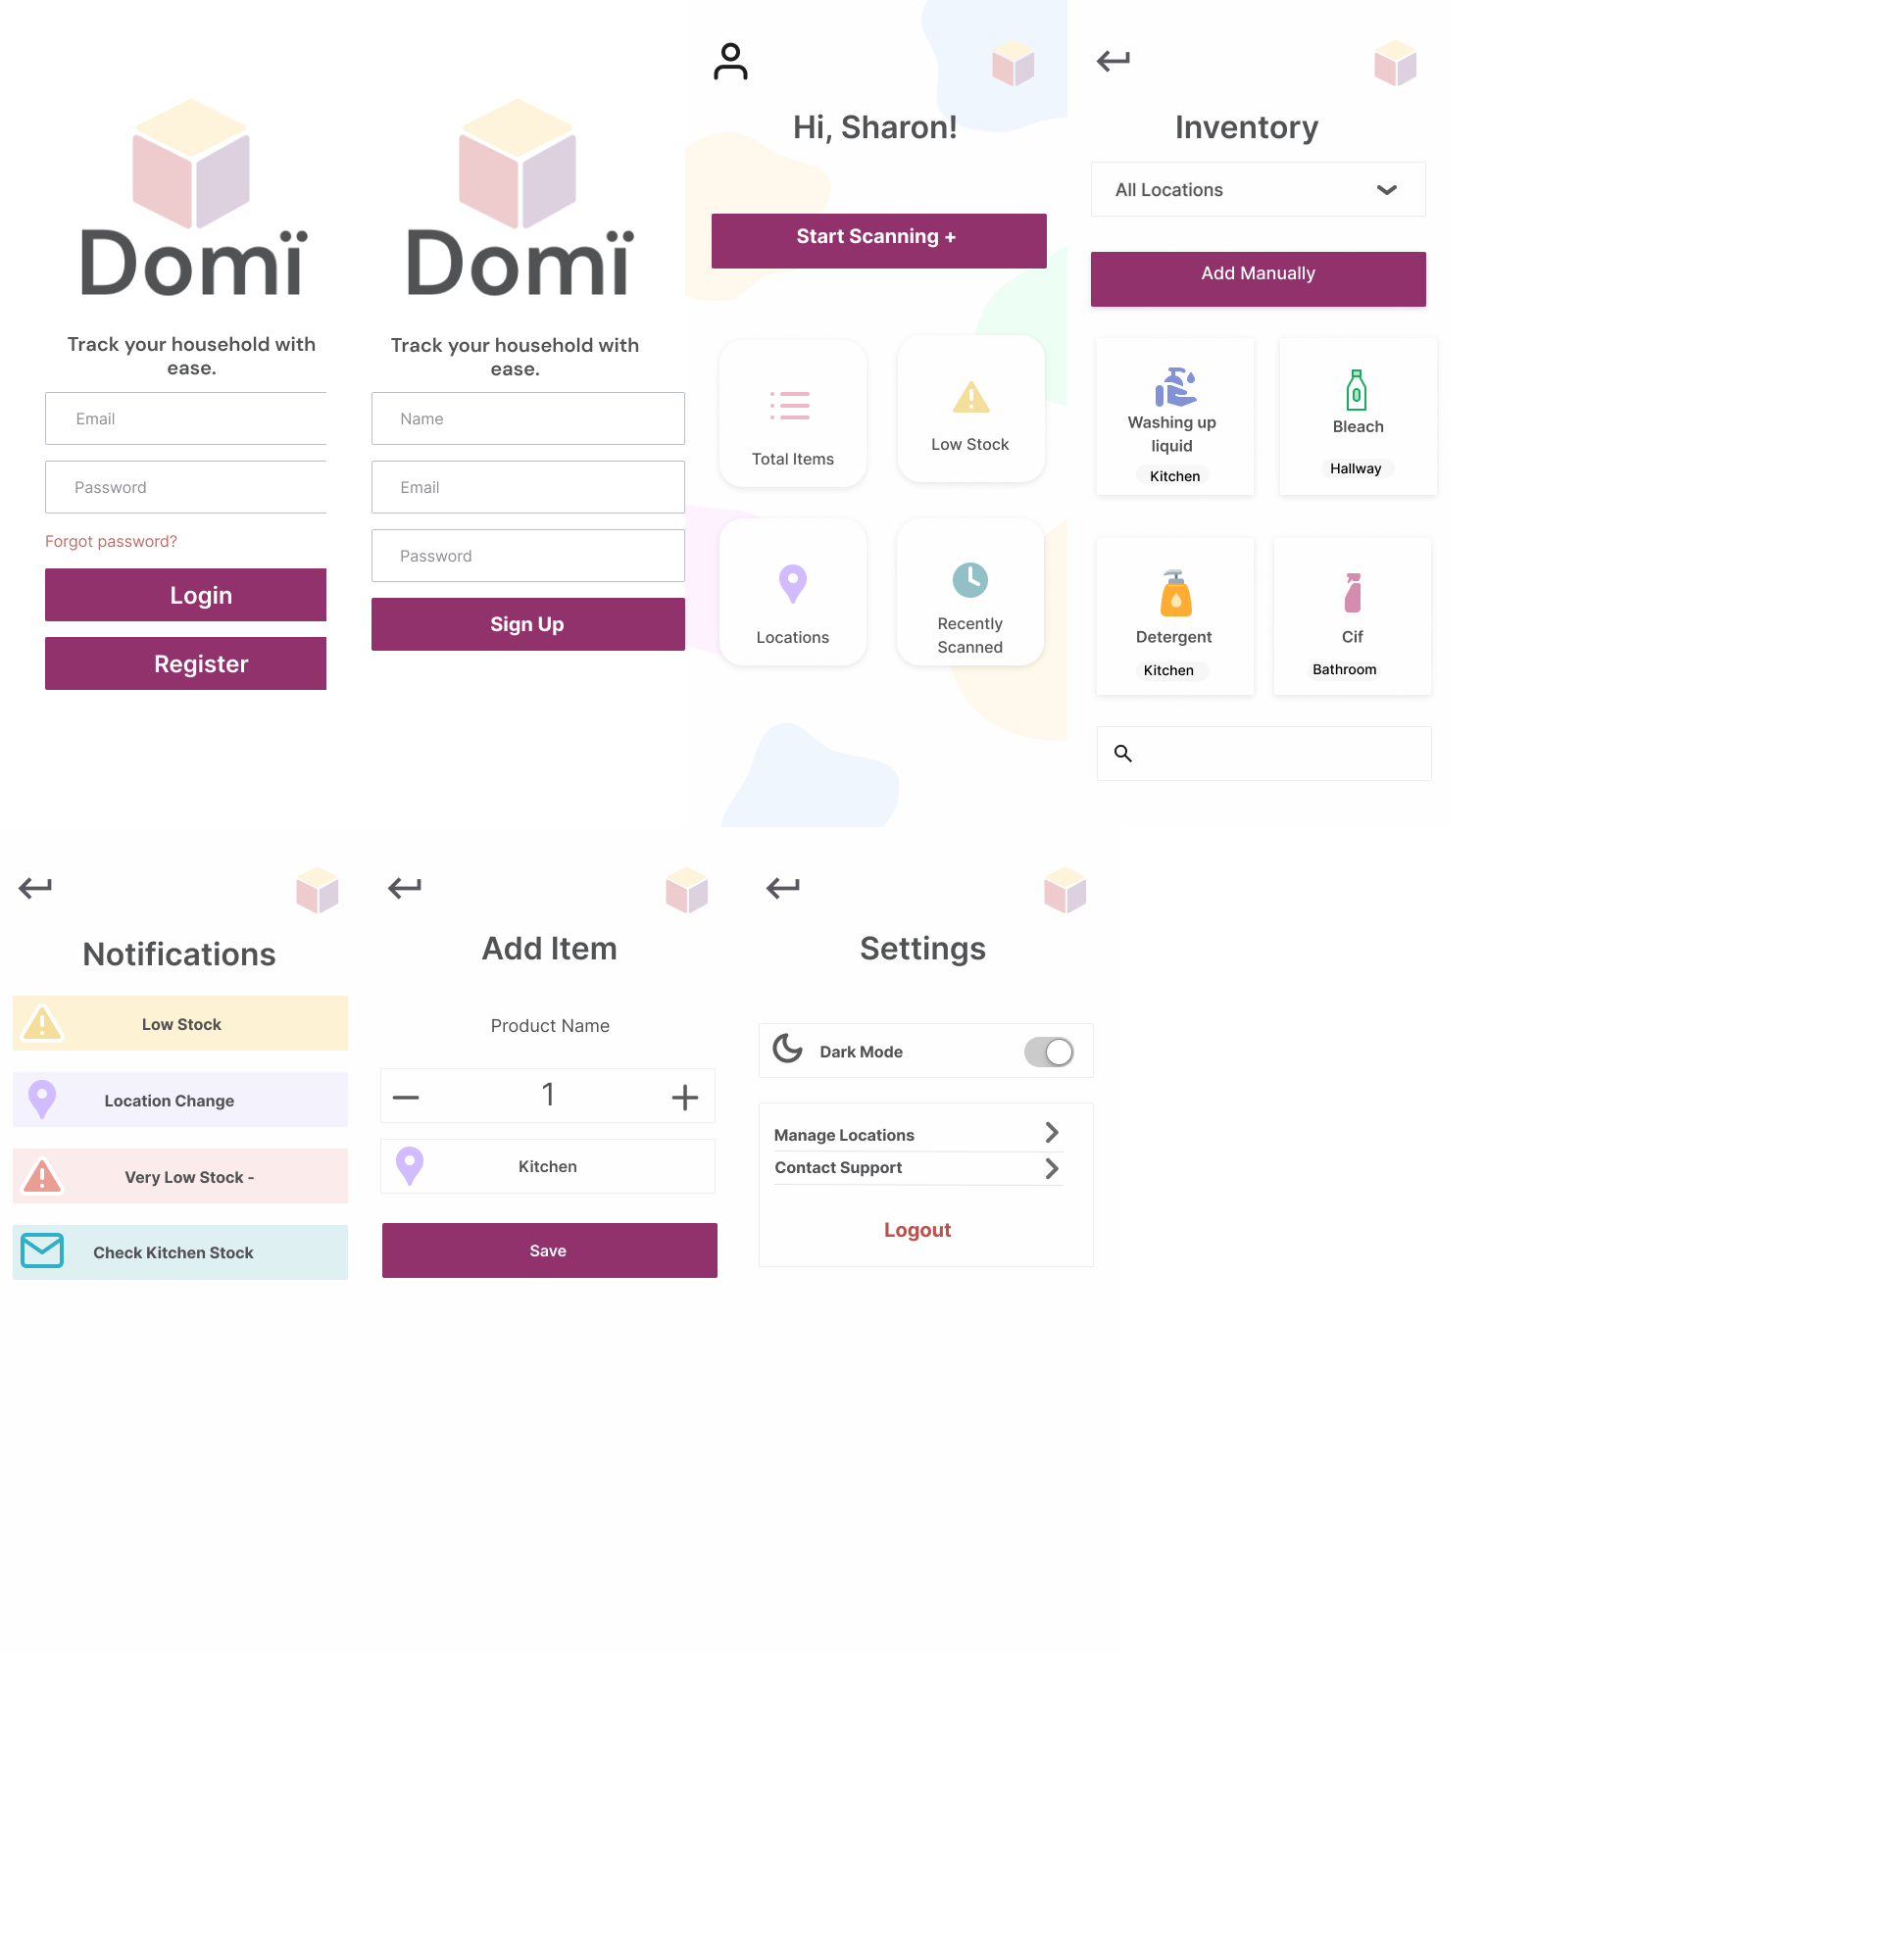 Domï
Track your household with
ease.
Email
Password
Forgot password?
Login
Register
Domï
Track your household with
ease.
Name
Email
Password
Sign Up
Hi, Sharon!
Start Scanning +
Total Items
Low Stock
Locations
Recently
Scanned
Inventory
All Locations
Add Manually
Washing up
liquid
Kitchen
Bleach
Hallway
Detergent
Kitchen
Cif
Bathroom
Notifications
Low Stock
Location Change
Very Low Stock -
Check Kitchen Stock
Add Item
Product Name
1
Kitchen
Save
Settings
Dark Mode
Manage Locations
Contact Support
Logout